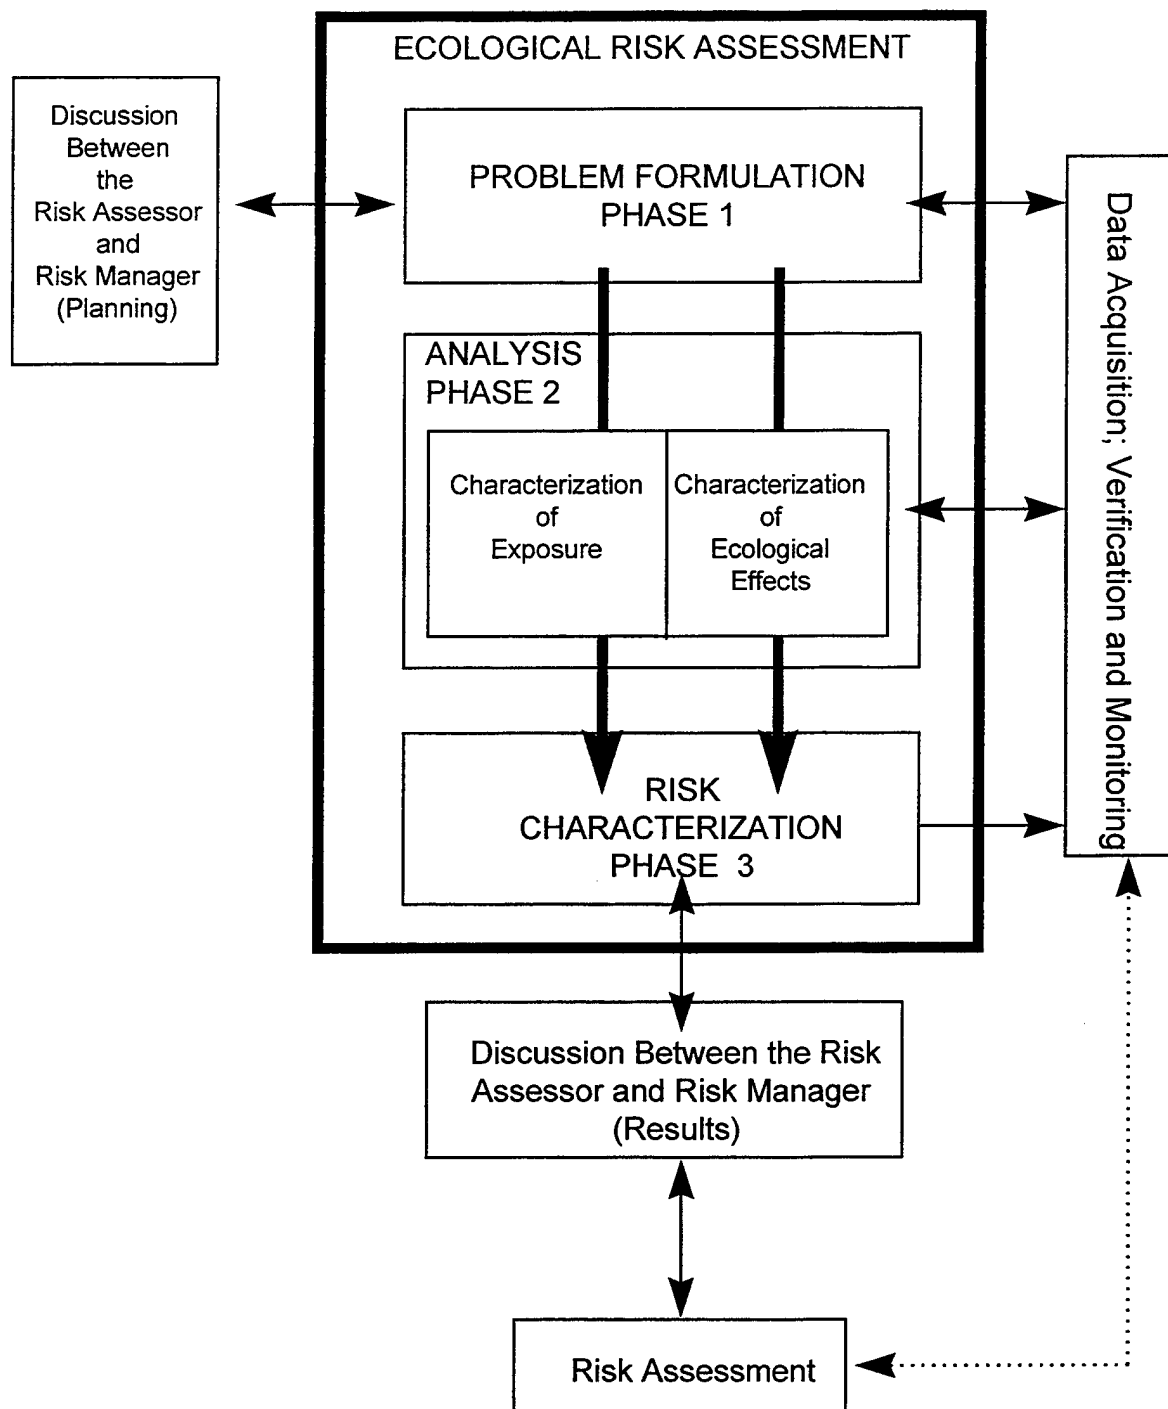 ECOLOGICAL RISK ASSESSMENT
Discussion
Between
the
Risk Assessor
and
Risk Manager
(Planning)
PROBLEM FORMULATION
PHASE 1
ANALYSIS
PHASE 2
Characterization
of
Exposure
Characterization
of
Ecological
Effects
RISK
CHARACTERIZATION
PHASE 3
Data Acquisition; Verification and Monitoring
Discussion Between the Risk
Assessor and Risk Manager
(Results)
Risk Assessment